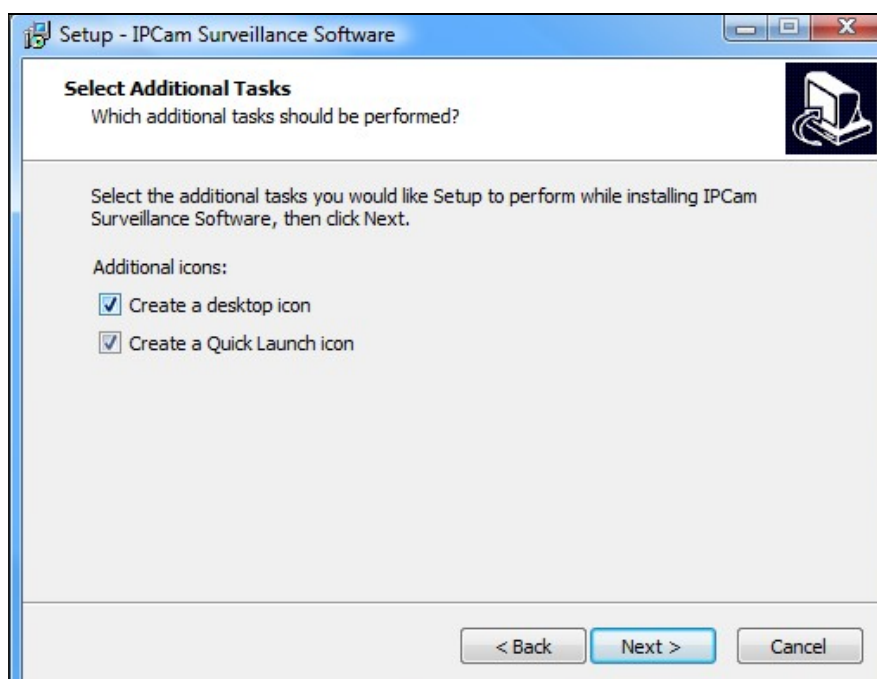 Setup - IPCam Surveillance Software
Select Additional Tasks
Which additional tasks should be performed?
Select the additional tasks you would like Setup to perform while installing IPCam
Surveillance Software, then click Next.
Additional icons:
Create a desktop icon
Create a Quick Launch icon
< Back Next > Cancel